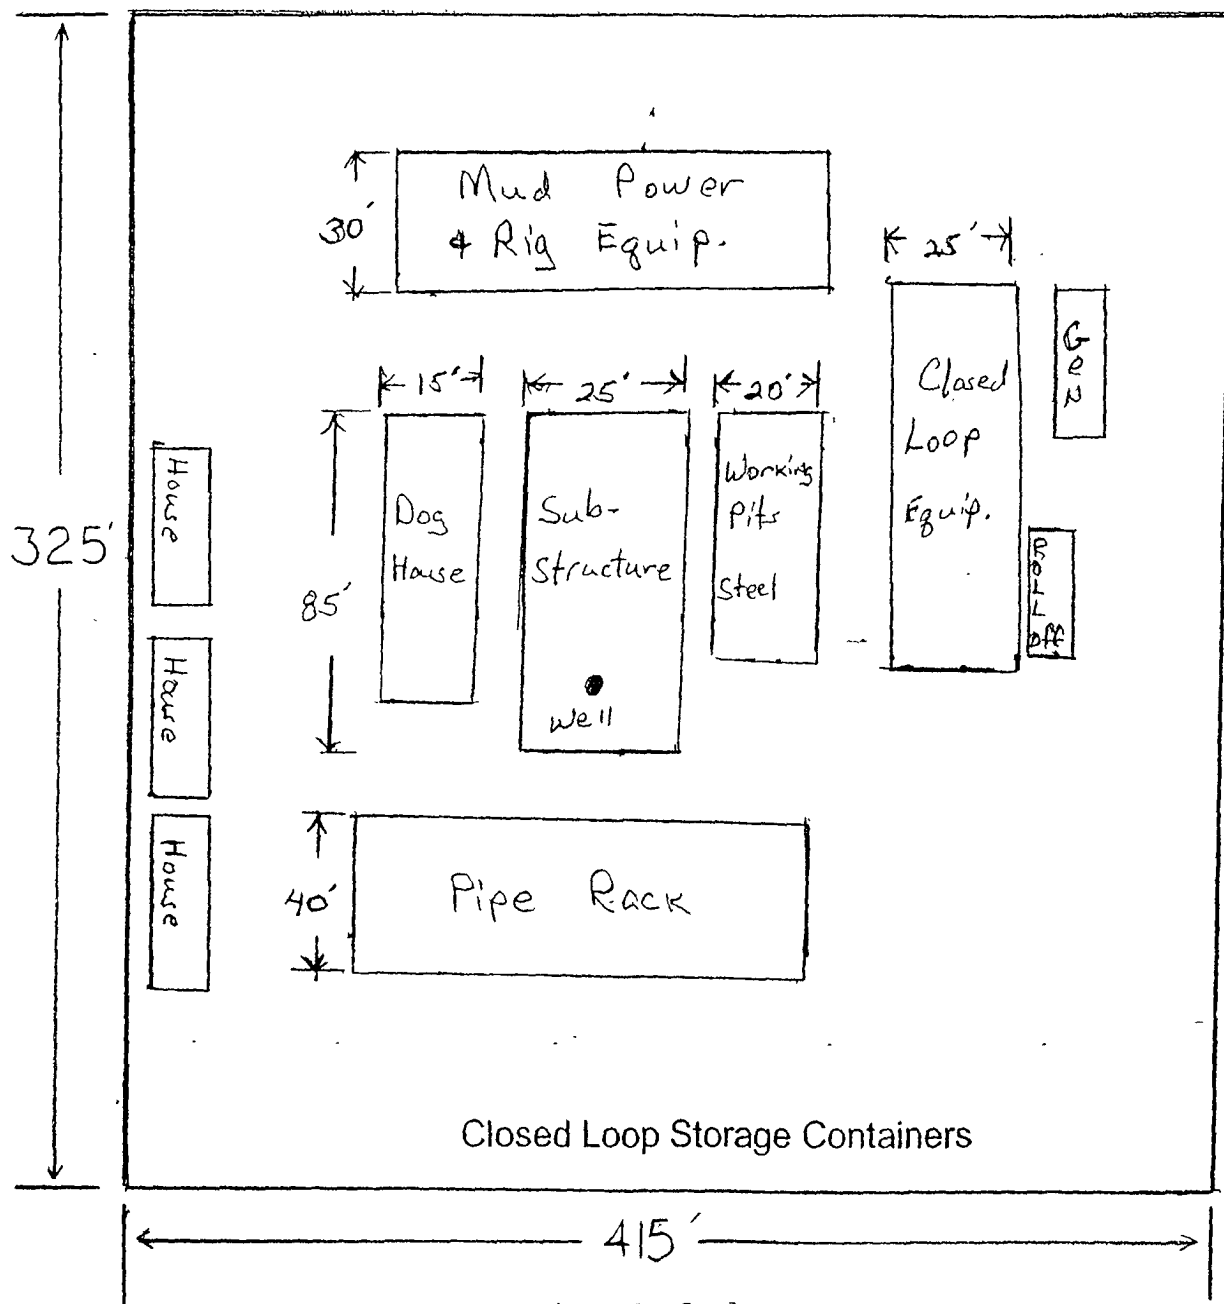 Mud Power
& Rig Equip.
30'
25'
Gen
15'
25'
20'
Closed
Loop
Equip.
House
Dog
House
Sub-
Structure
Working
Pits
Steel
325'
85'
Roll
Off
House
Well
House
40'
Pipe Rack
Closed Loop Storage Containers
415'